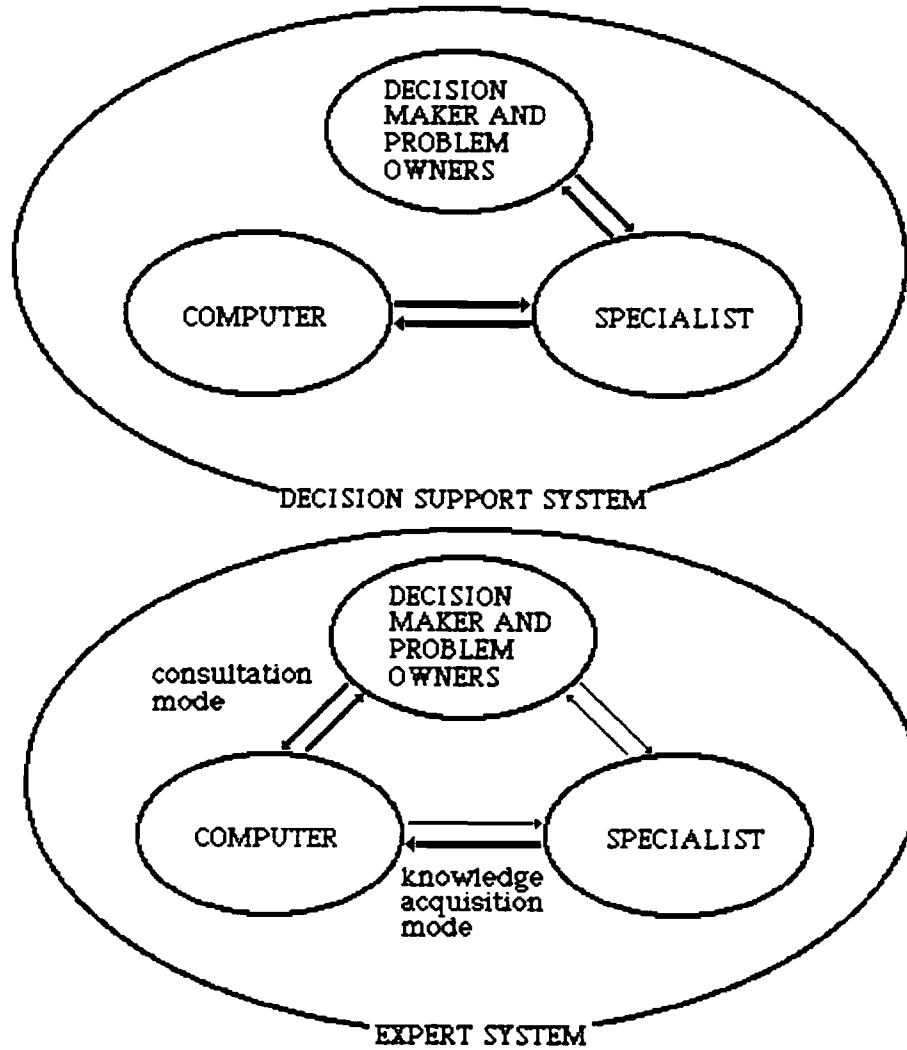 DECISION
MAKER AND
PROBLEM
OWNERS
COMPUTER
SPECIALIST
DECISION SUPPORT SYSTEM
DECISION
MAKER AND
PROBLEM
OWNERS
consultation
mode
COMPUTER
SPECIALIST
knowledge
acquisition
mode
EXPERT SYSTEM